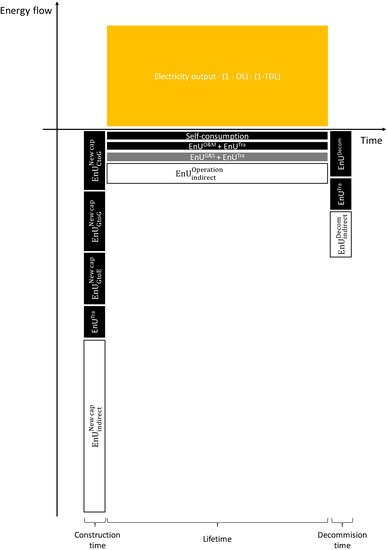 Energy flow
Electricity output · (1 - OL) · (1-TDL)
Time
Self-consumption
EnU^O&M + EnU^Tra
EnU^G&S + EnU^Tra
EnU^Operation_indirect
EnU^New cap_CtoG
EnU^New cap_GtoG
EnU^New cap_GtoE
EnU^Tra
EnU^New cap_indirect
EnU^Decom
EnU^Tra
EnU^Decom_indirect
Construction time
Lifetime
Decommision time